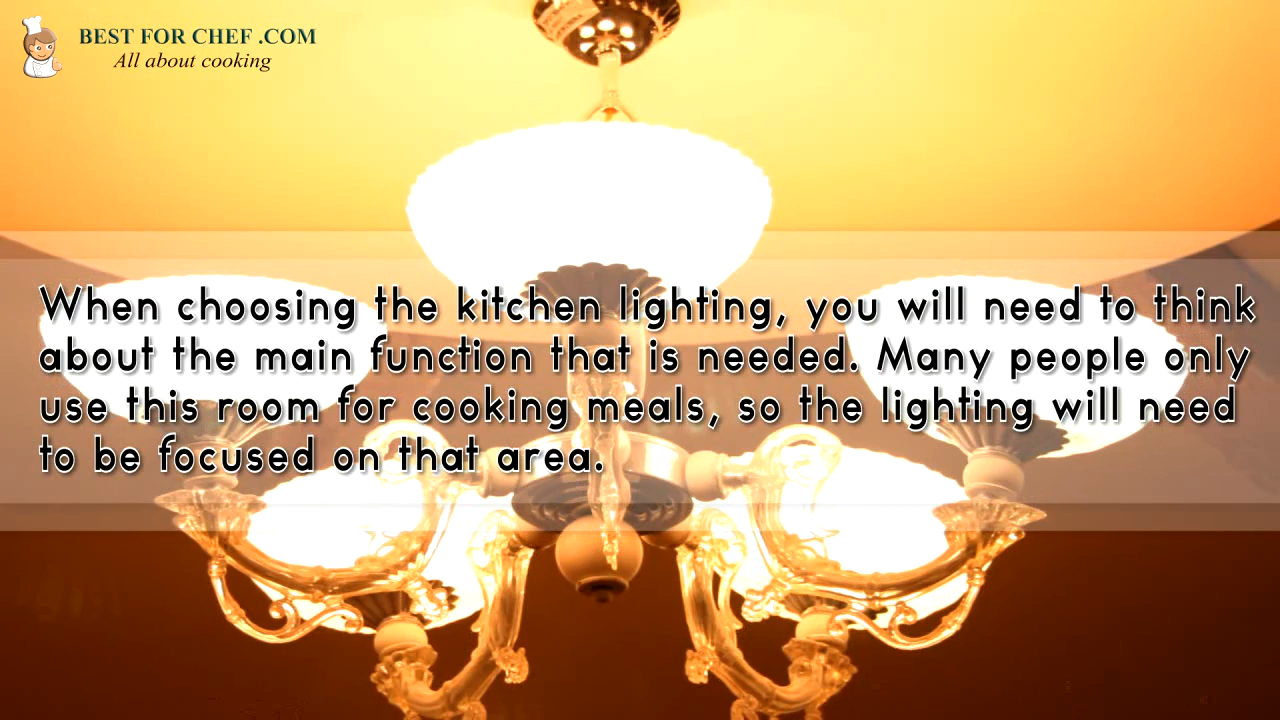 BEST FOR CHEF .COM
All about cooking
When choosing the kitchen lighting, you will need to think
about the main function that is needed. Many people only
use this room for cooking meals, so the lighting will need
to be focused on that area.